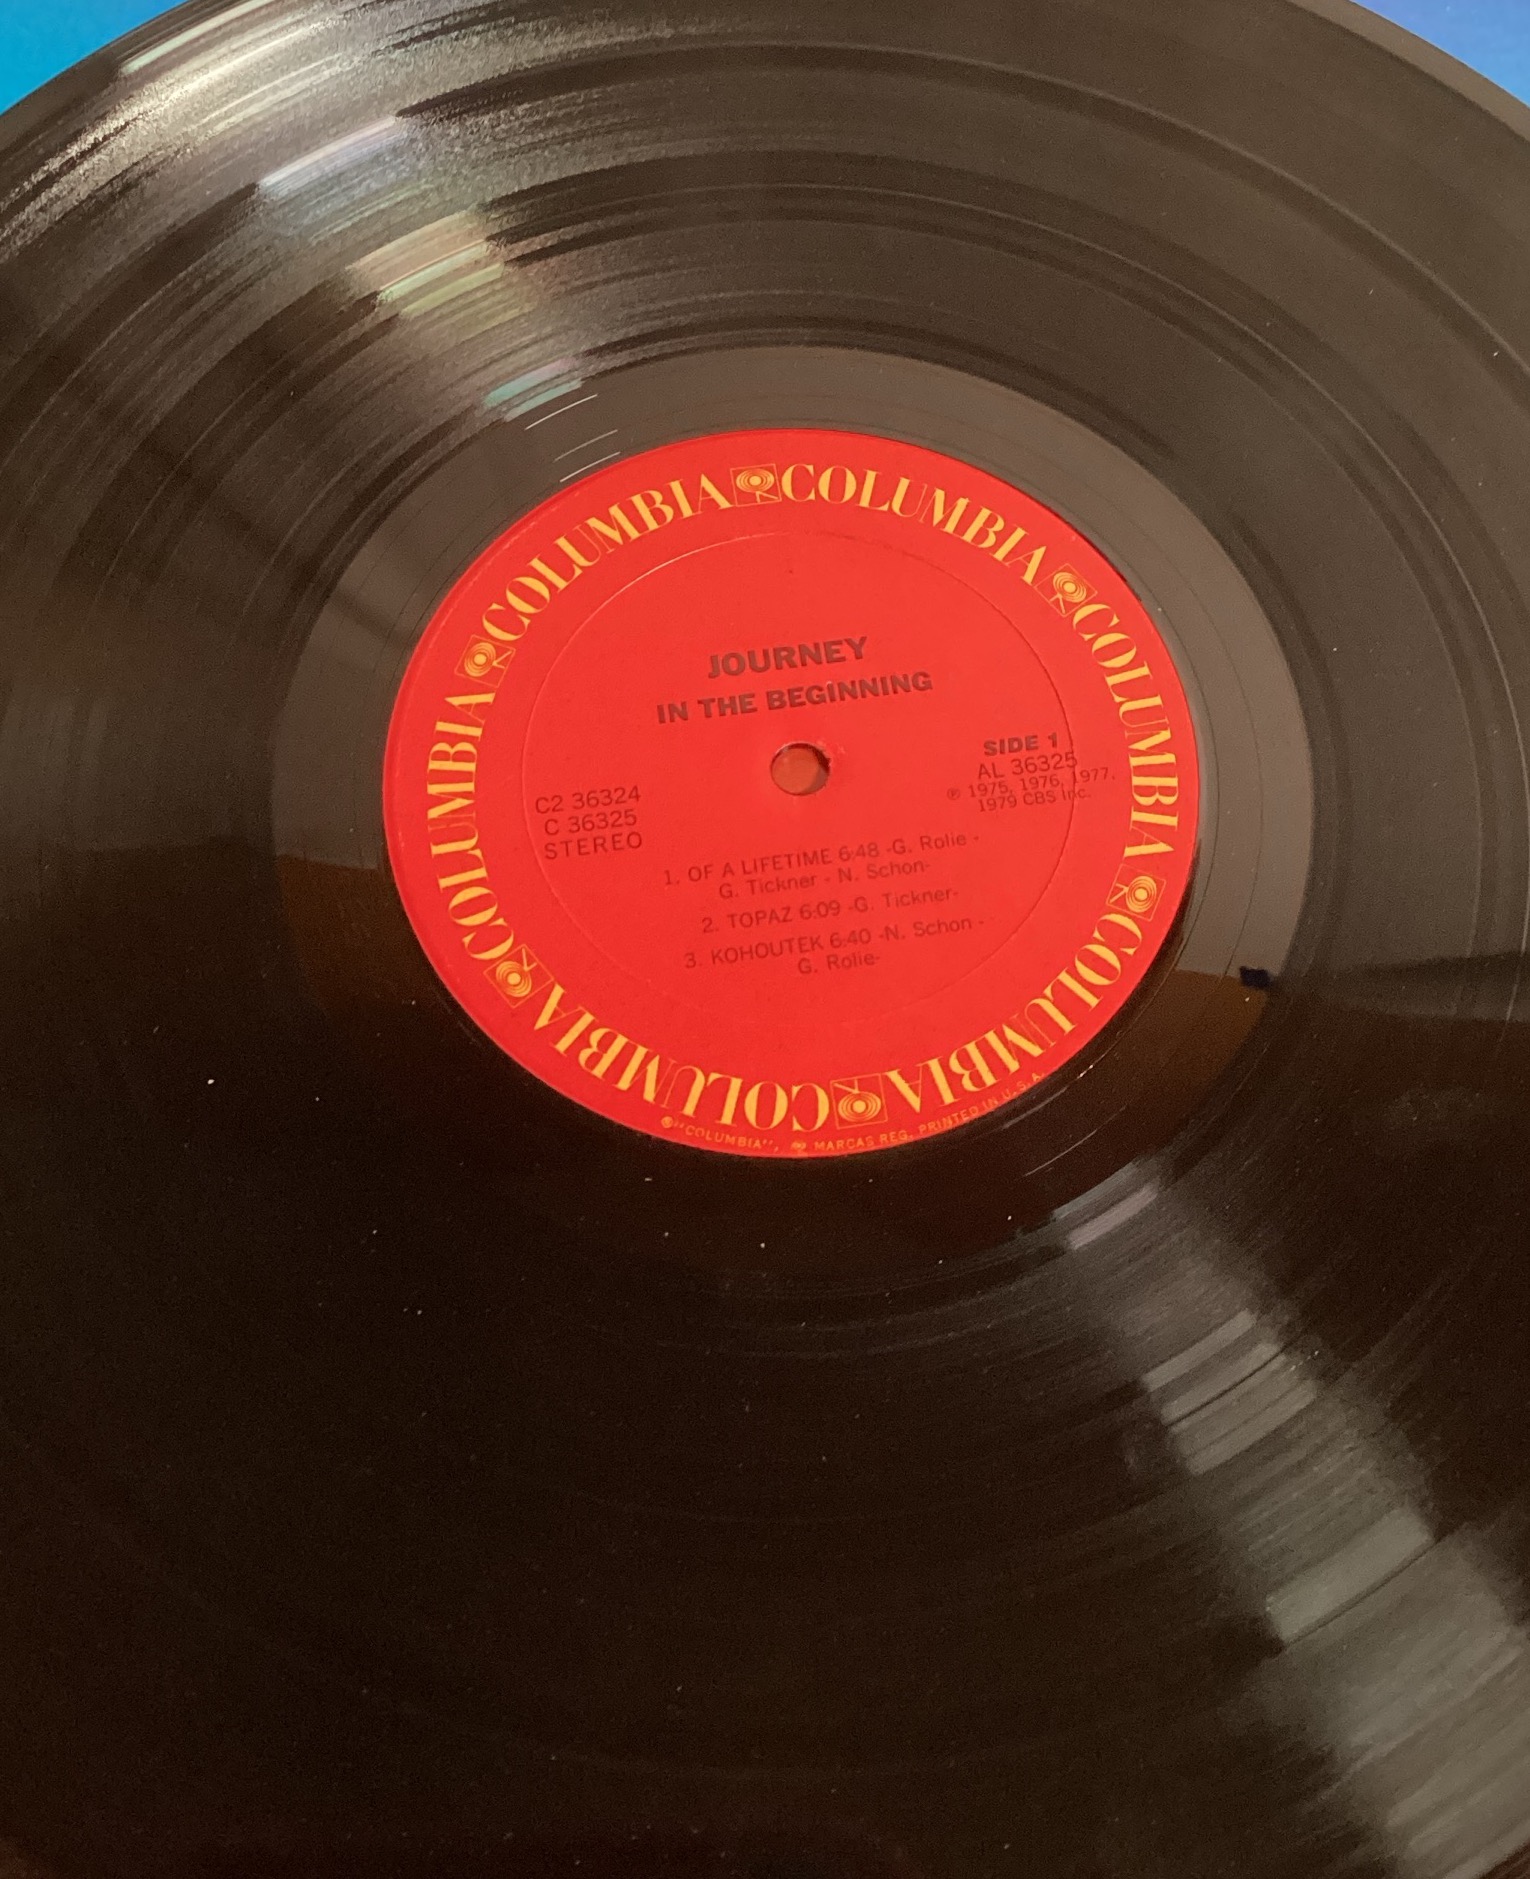 COLUMBIA COLUMBIA COLUMBIA COLUMBIA COLUMBIA COLUMBIA
JOURNEY
IN THE BEGINNING
C2 36324
C 36325
STEREO
SIDE 1
AL 36325
℗ 1975, 1976, 1977.
1979 CBS Inc.
1. OF A LIFETIME 6:48 -G. Rolie -
G. Tickner - N. Schon-
2. TOPAZ 6:09 -G. Tickner-
3. KOHOUTEK 6:40 -N. Schon -
G. Rolie-
®"COLUMBIA", MARCAS REG. PRINTED IN U.S.A.